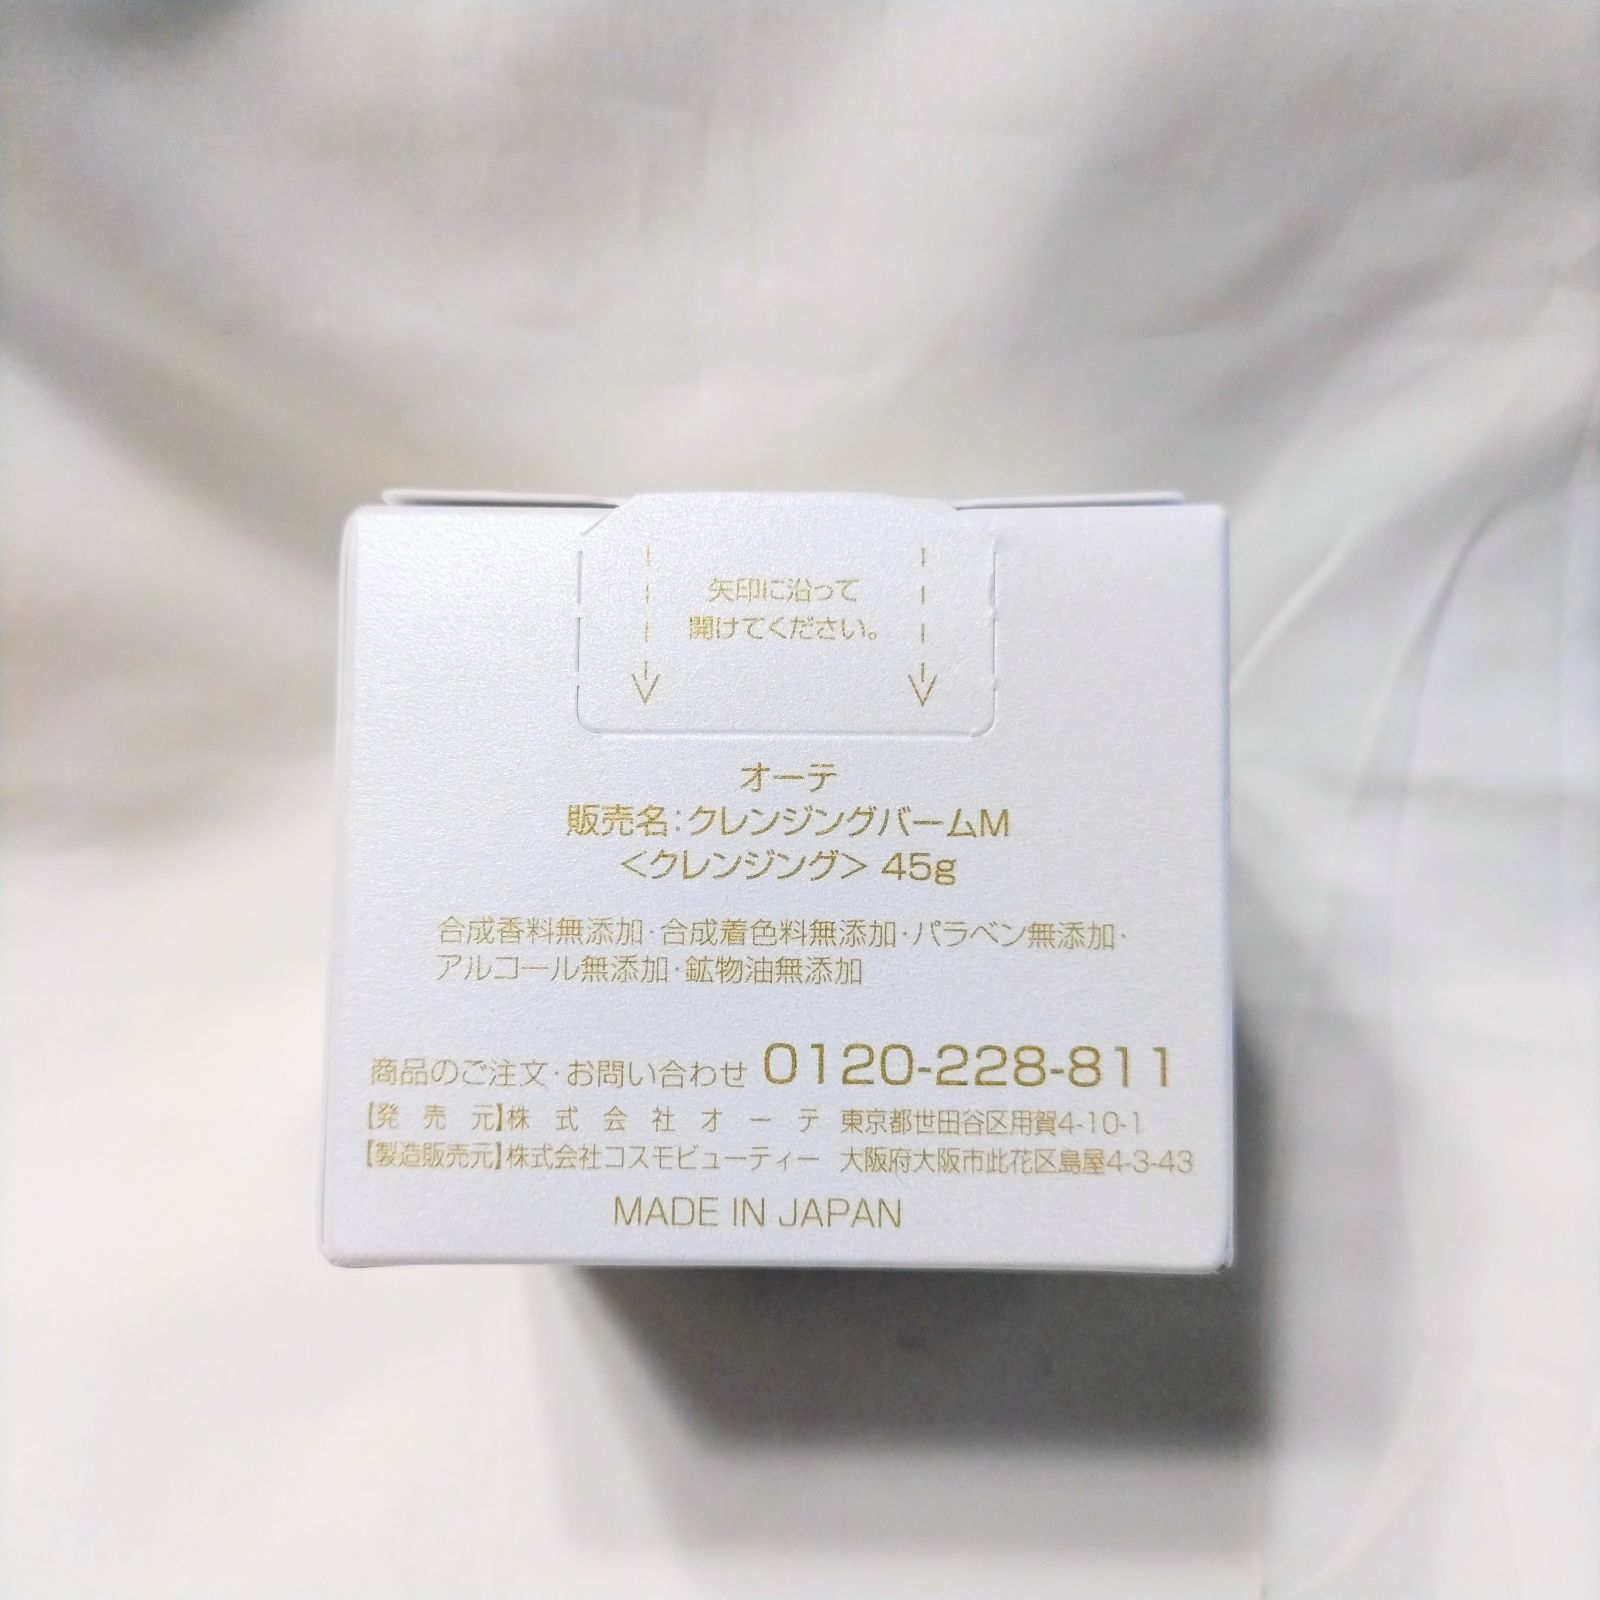 矢印に沿って
開けてください。
オーテ
販売名:クレンジングバームM
<クレンジング> 45g
合成香料無添加・合成着色料無添加・パラベン無添加・
アルコール無添加・鉱物油無添加
商品のご注文・お問い合わせ 0120-228-811
【発売元】株式会社オーテ 東京都世田谷区用賀4-10-1
【製造販売元】株式会社コスモビューティー 大阪府大阪市此花区島屋4-3-43
MADE IN JAPAN